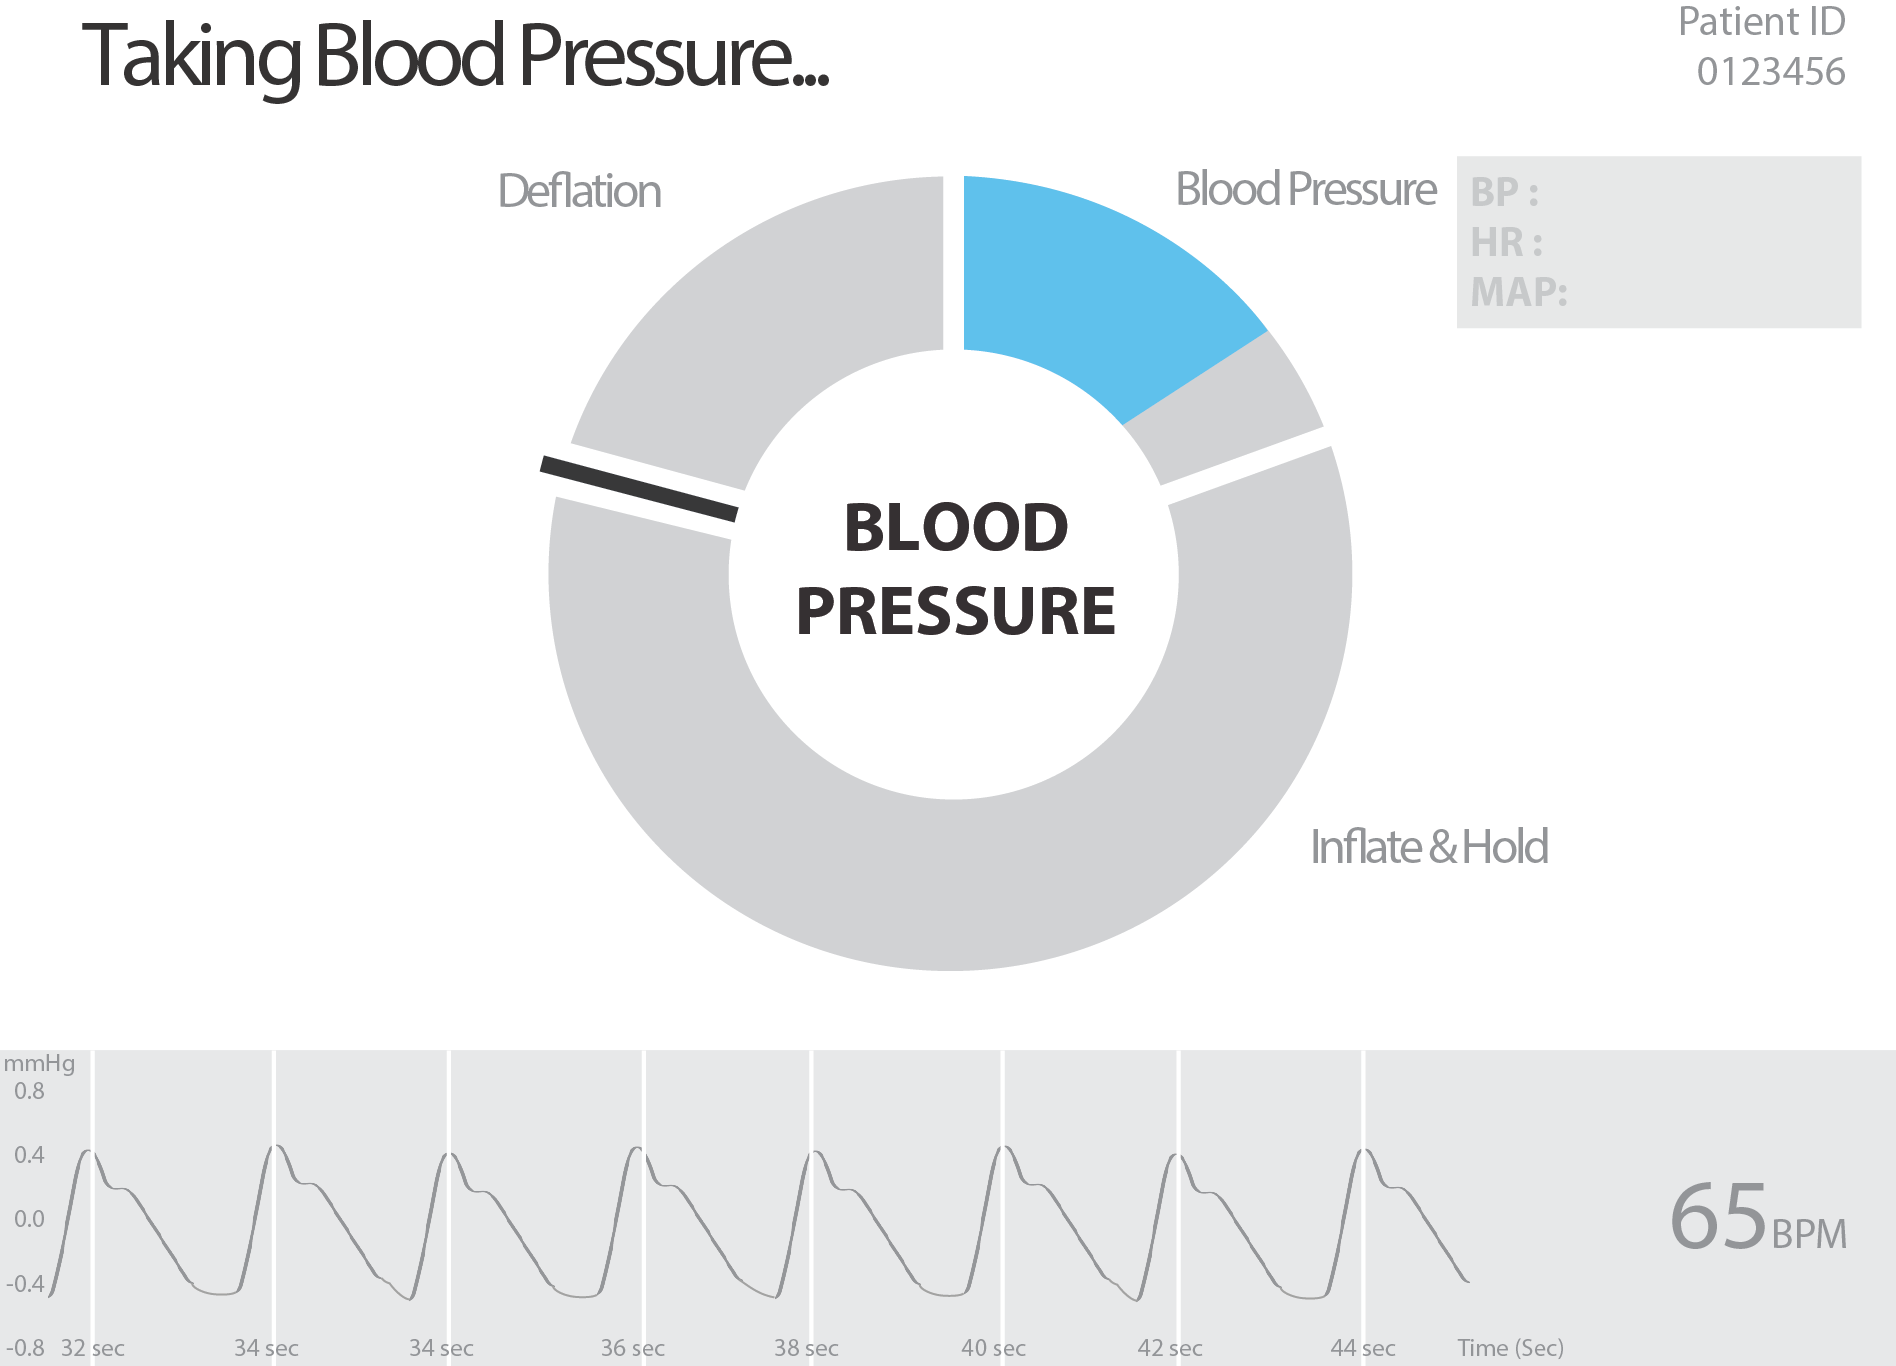 Taking Blood Pressure...
Patient ID
0123456
Deflation
Blood Pressure
BP :
HR :
MAP:
BLOOD
PRESSURE
Inflate & Hold
mmHg
0.8
0.4
0.0
-0.4
-0.8
32 sec
34 sec
34 sec
36 sec
38 sec
40 sec
42 sec
44 sec
Time (Sec)
65 BPM